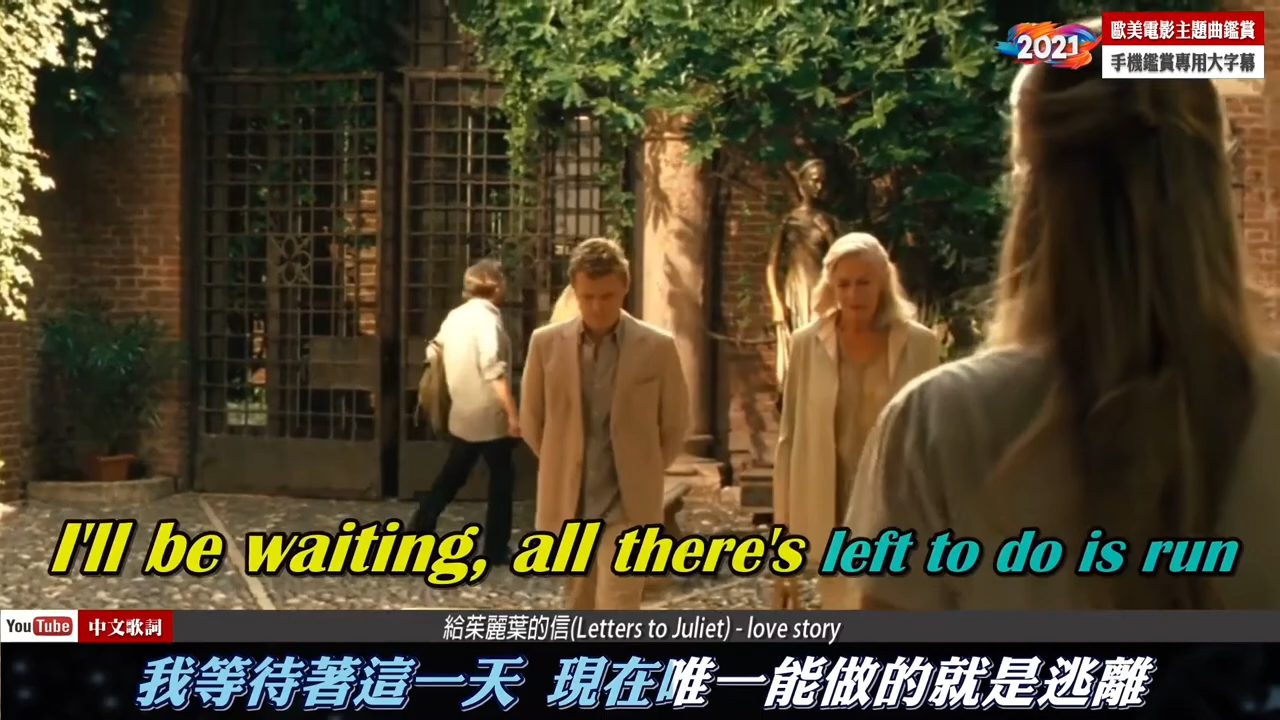 2021
歐美電影主題曲鑑賞
手機鑑賞專用大字幕
I'll be waiting, all there's left to do is run
YouTube 中文歌詞
給茱麗葉的信(Letters to Juliet) - love story
我等待著這一天 現在唯一能做的就是逃離